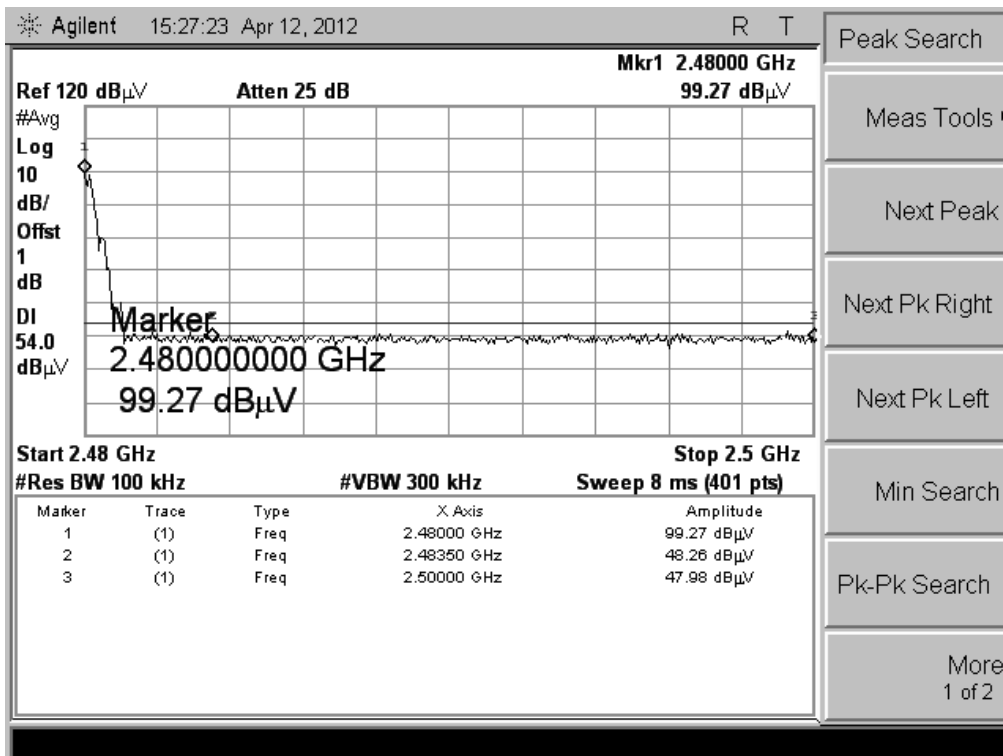 Agilent 15:27:23 Apr 12, 2012 R T
Mkr1 2.48000 GHz
Ref 120 dBµV Atten 25 dB 99.27 dBµV
#Avg
Log
10
dB/
Offst
1
dB
DI
54.0
dBµV
1
Marker
2.480000000 GHz
99.27 dBµV
Start 2.48 GHz Stop 2.5 GHz
#Res BW 100 kHz #VBW 300 kHz Sweep 8 ms (401 pts)
Marker Trace Type X Axis Amplitude
1 (1) Freq 2.48000 GHz 99.27 dBµV
2 (1) Freq 2.48350 GHz 48.26 dBµV
3 (1) Freq 2.50000 GHz 47.98 dBµV
Peak Search
Meas Tools
Next Peak
Next Pk Right
Next Pk Left
Min Search
Pk-Pk Search
More
1 of 2